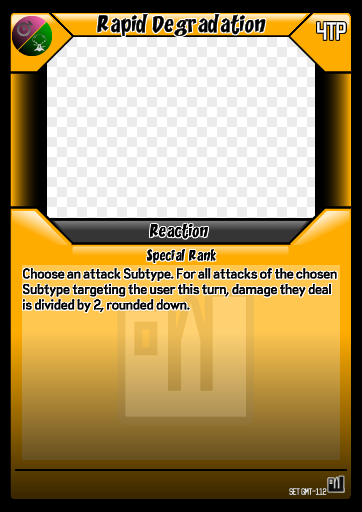 Rapid Degradation
4TP
Reaction
Special Rank
Choose an attack Subtype. For all attacks of the chosen
Subtype targeting the user this turn, damage they deal
is divided by 2, rounded down.
SET GMT-112